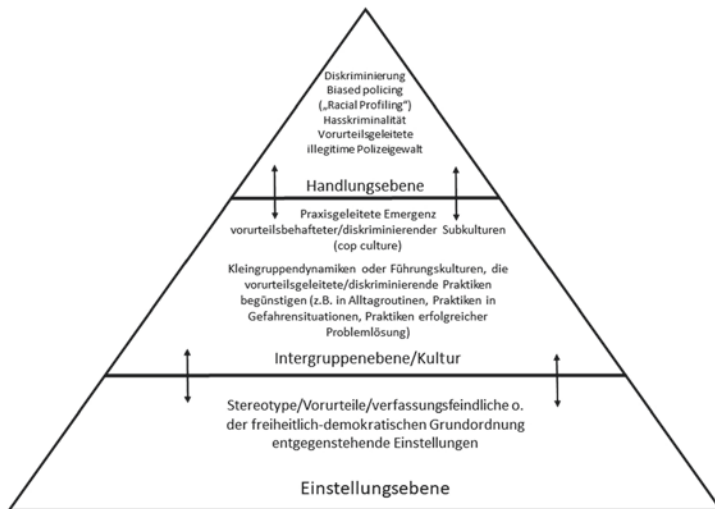 Diskriminierung
Biased policing
(„Racial Profiling“)
Hasskriminalität
Vorurteilsgeleitete
illegitime Polizeigewalt
Handlungsebene
Praxisgeleitete Emergenz
vorurteilsbehafteter/diskriminierender Subkulturen
(cop culture)
Kleingruppendynamiken oder Führungskulturen, die
vorurteilsgeleitete/diskriminierende Praktiken
begünstigen (z.B. in Alltagroutinen, Praktiken in
Gefahrensituationen, Praktiken erfolgreicher
Problemlösung)
Intergruppenebene/Kultur
Stereotype/Vorurteile/verfassungsfeindliche o.
der freiheitlich-demokratischen Grundordnung
entgegenstehende Einstellungen
Einstellungsebene